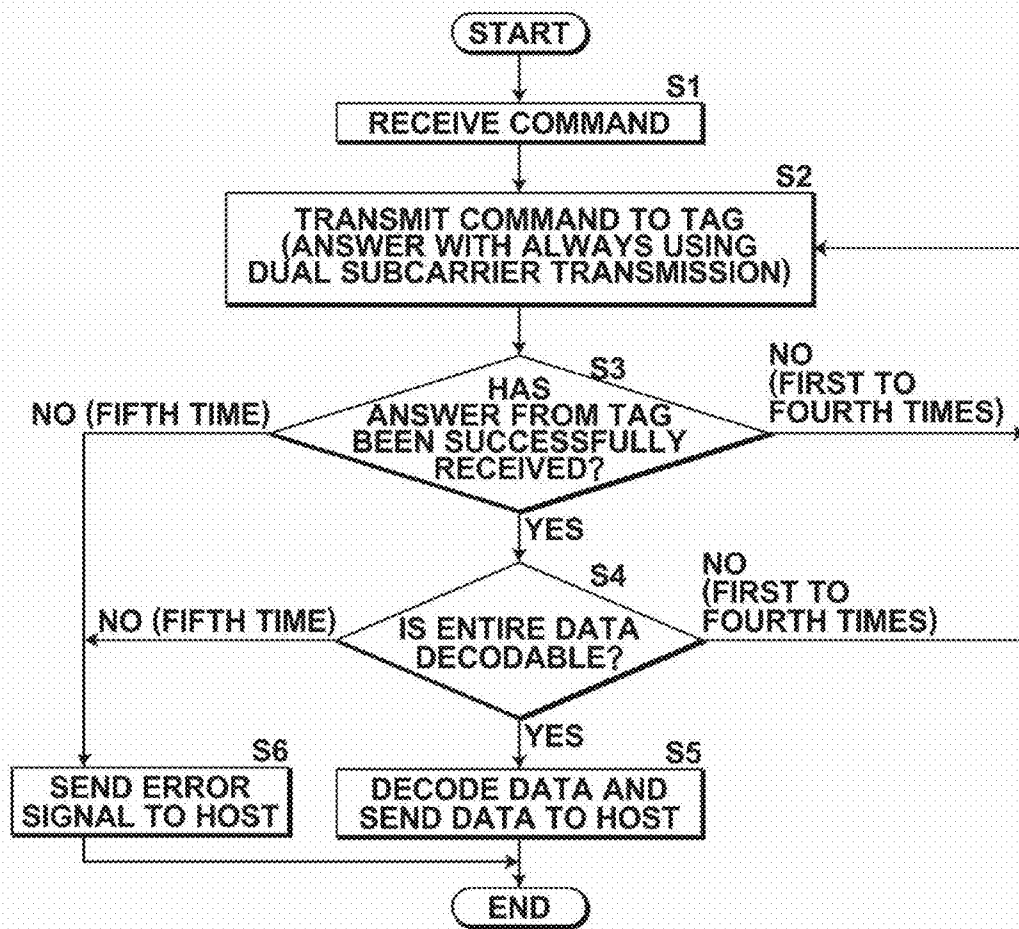 START
S1
RECEIVE COMMAND
S2
TRANSMIT COMMAND TO TAG
(ANSWER WITH ALWAYS USING
DUAL SUBCARRIER TRANSMISSION)
S3
HAS
ANSWER FROM TAG
BEEN SUCCESSFULLY
RECEIVED?
NO (FIFTH TIME)
NO
(FIRST TO
FOURTH TIMES)
YES
S4
IS ENTIRE DATA
DECODABLE?
NO (FIFTH TIME)
NO
(FIRST TO
FOURTH TIMES)
YES
S6
SEND ERROR
SIGNAL TO HOST
S5
DECODE DATA AND
SEND DATA TO HOST
END